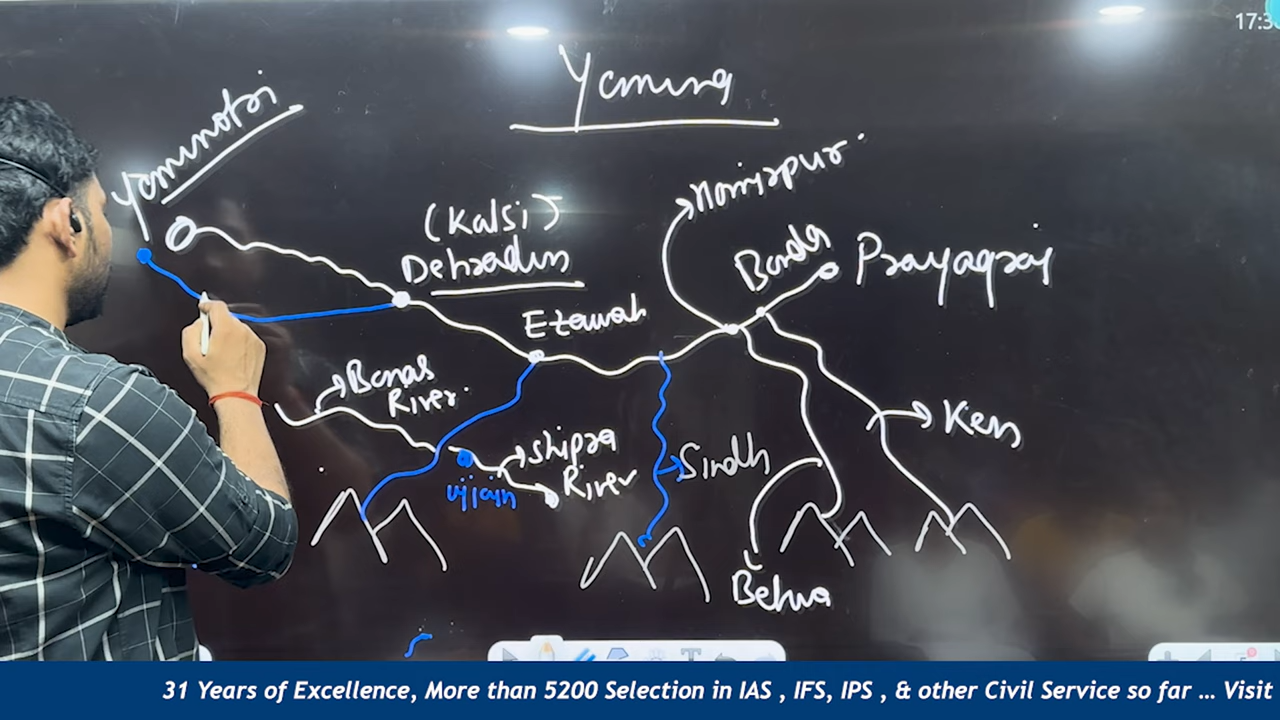 17:3
Yamuna
Yamunotri
(Kalsi)
Dehradun
Etawah
Hamirpur
Banda
Prayagraj
Banas
River
Shipra
River
ujjain
Sindh
Ken
Betwa
31 Years of Excellence, More than 5200 Selection in IAS , IFS, IPS , & other Civil Service so far ... Visit